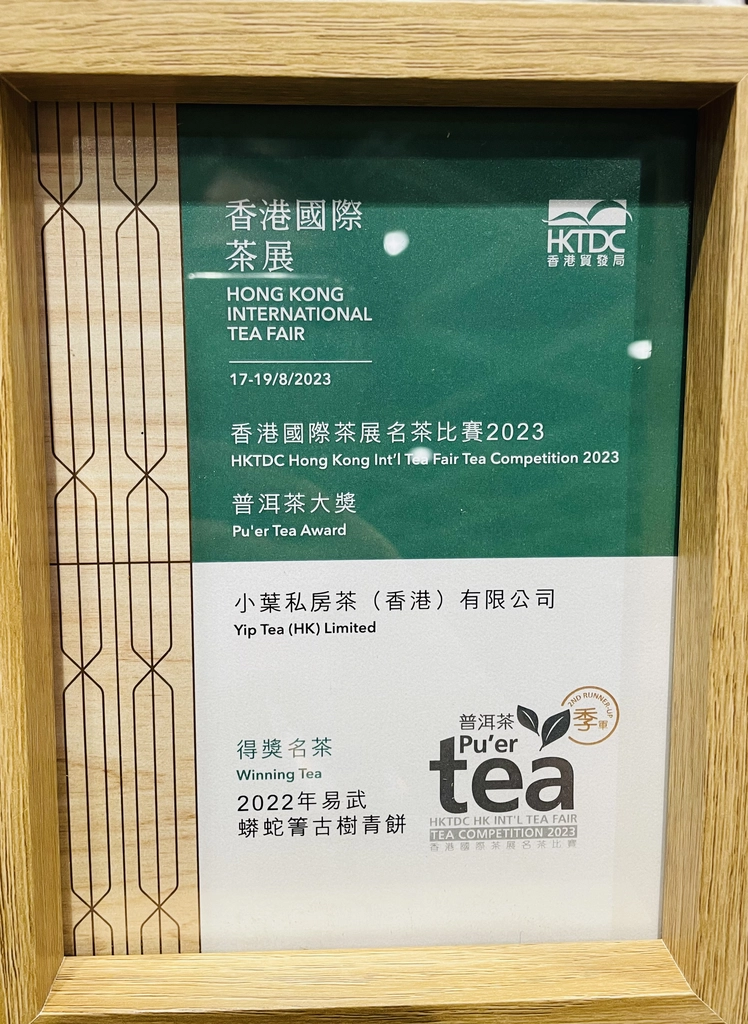 香港國際
茶展
HONG KONG
INTERNATIONAL
TEA FAIR
17-19/8/2023
HKTDC
香港貿發局
香港國際茶展名茶比賽2023
HKTDC Hong Kong Int'l Tea Fair Tea Competition 2023
普洱茶大獎
Pu'er Tea Award
小葉私房茶（香港）有限公司
Yip Tea (HK) Limited
得獎名茶
Winning Tea
2022年易武
蟒蛇箐古樹青餅
2ND RUNNER-UP
季軍
普洱茶
Pu'er
tea
HKTDC HK INT'L TEA FAIR
TEA COMPETITION 2023
香港國際茶展名茶比賽